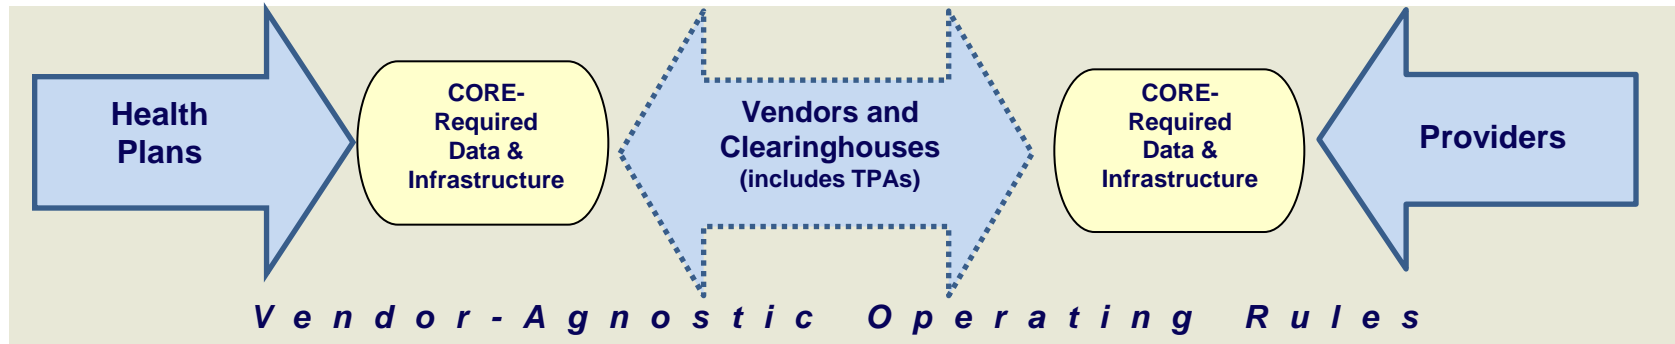 Health
Plans
CORE-
Required
Data &
Infrastructure
Vendors and
Clearinghouses
(includes TPAs)
CORE-
Required
Data &
Infrastructure
Providers
Vendor-Agnostic Operating Rules